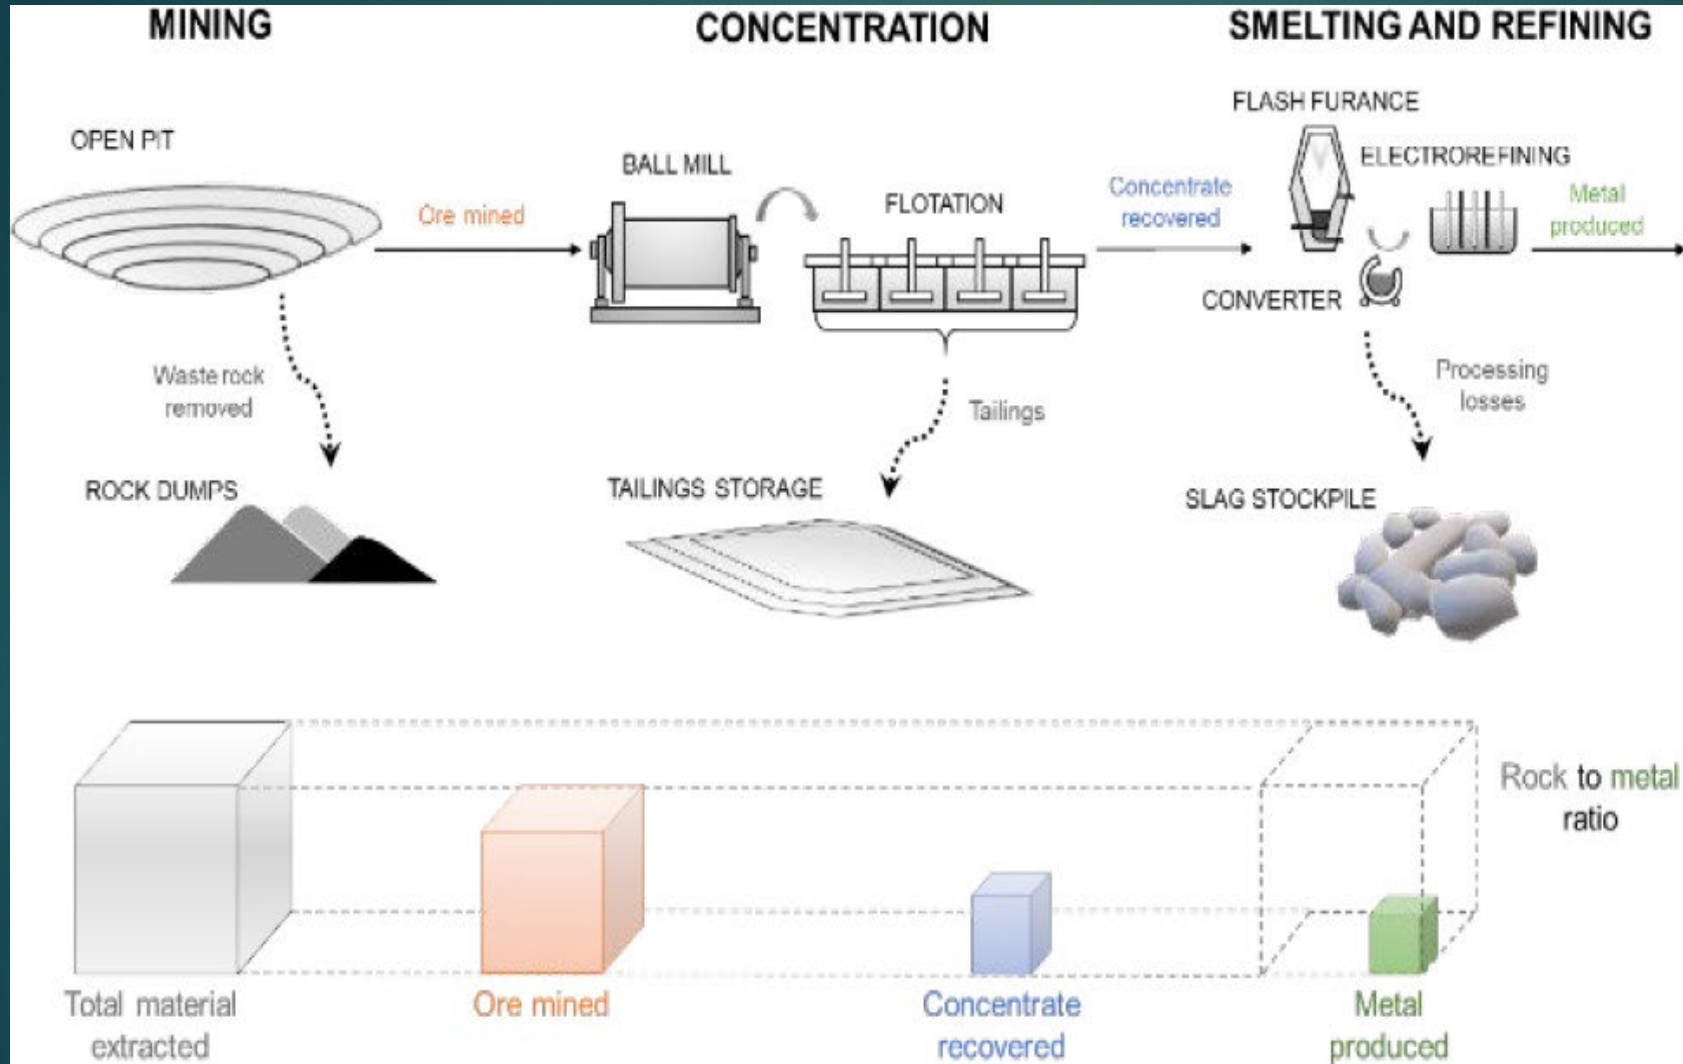 MINING
CONCENTRATION
SMELTING AND REFINING
OPEN PIT
Ore mined
BALL MILL
FLOTATION
Concentrate
recovered
FLASH FURANCE
ELECTROREFINING
CONVERTER
Metal
produced
Waste rock
removed
ROCK DUMPS
Tailings
TAILINGS STORAGE
Processing
losses
SLAG STOCKPILE
Rock to metal
ratio
Total material
extracted
Ore mined
Concentrate
recovered
Metal
produced